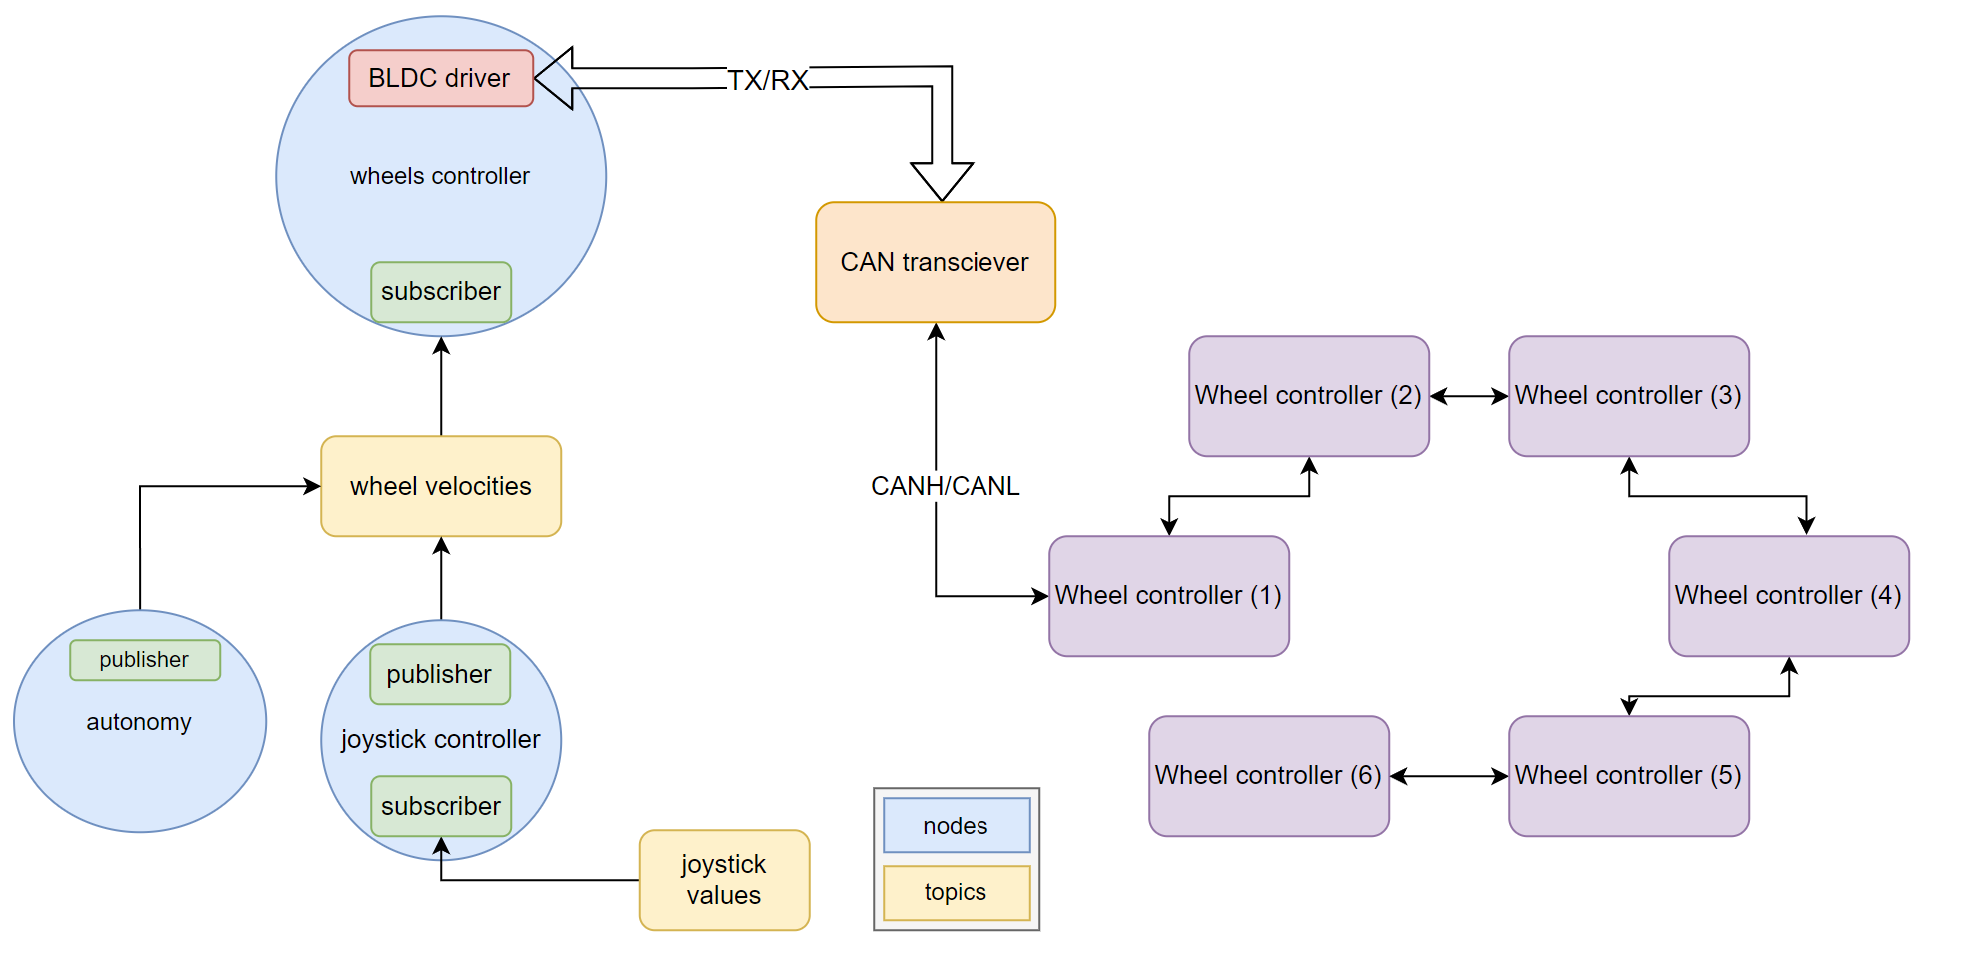 BLDC driver
TX/RX
wheels controller
subscriber
CAN transciever
wheel velocities
CANH/CANL
Wheel controller (2)
Wheel controller (3)
Wheel controller (1)
Wheel controller (4)
publisher
autonomy
publisher
joystick controller
subscriber
Wheel controller (6)
Wheel controller (5)
joystick
values
nodes
topics